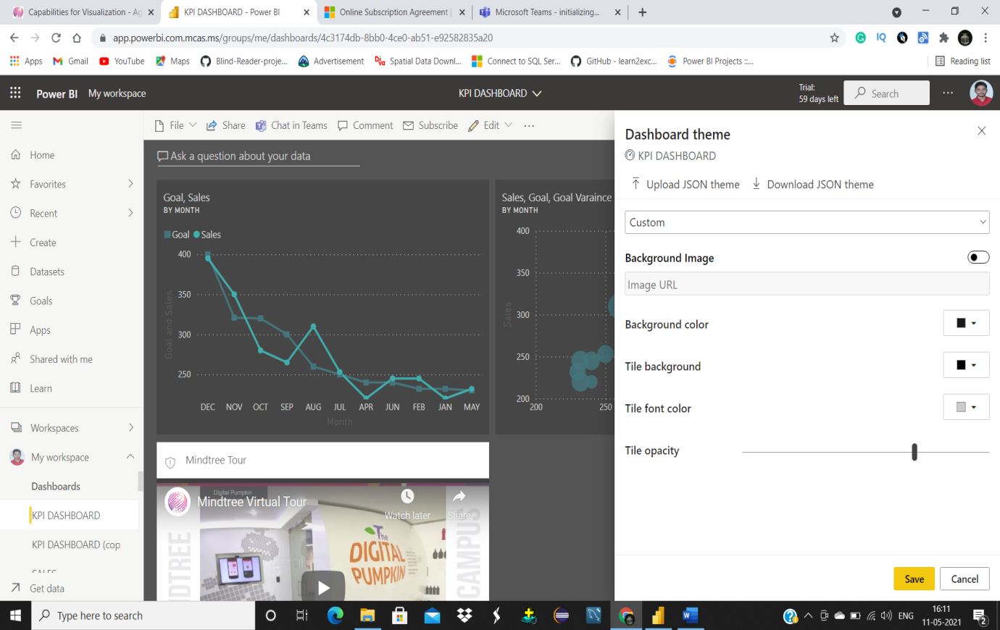 Capabilities for Visualization - Ag
KPI DASHBOARD - Power BI
Online Subscription Agreement
Microsoft Teams - initializing...
app.powerbi.com.mcas.ms/groups/me/dashboards/4c3174db-8bb0-4ce0-ab51-e92582835a20
Apps
Gmail
YouTube
Maps
Blind-Reader-proje...
Advertisement
Spatial Data Downl...
Connect to SQL Ser...
GitHub - learn2exc...
Power BI Projects ::...
Reading list
Power BI My workspace
KPI DASHBOARD
Trial:
59 days left
Search
Home
Favorites
Recent
Create
Datasets
Goals
Apps
Shared with me
Learn
Workspaces
My workspace
Dashboards
KPI DASHBOARD
KPI DASHBOARD (cop
SALES
Get data
File
Share
Chat in Teams
Comment
Subscribe
Edit
Ask a question about your data
Goal, Sales
BY MONTH
Goal Sales
400
350
300
250
Goal and Sales
DEC NOV OCT SEP AUG JUL APR JUN FEB JAN MAY
Month
Sales, Goal, Goal Varaince
BY MONTH
400
350
300
250
200
Sales
200 250
Mindtree Tour
Digital Pumpkin
Mindtree Virtual Tour
Watch later
Share
The
DIGITAL
PUMPKIN
NDTREE
CAMPUS
Dashboard theme
KPI DASHBOARD
Upload JSON theme
Download JSON theme
Custom
Background Image
Image URL
Background color
Tile background
Tile font color
Tile opacity
Save
Cancel
Type here to search
ENG
16:11
11-05-2021
2